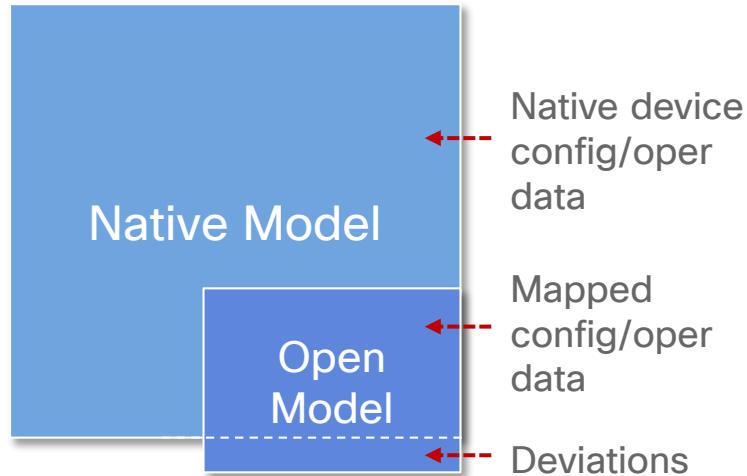 Native device
config/oper
data
Native Model
Mapped
config/oper
data
Open
Model
Deviations